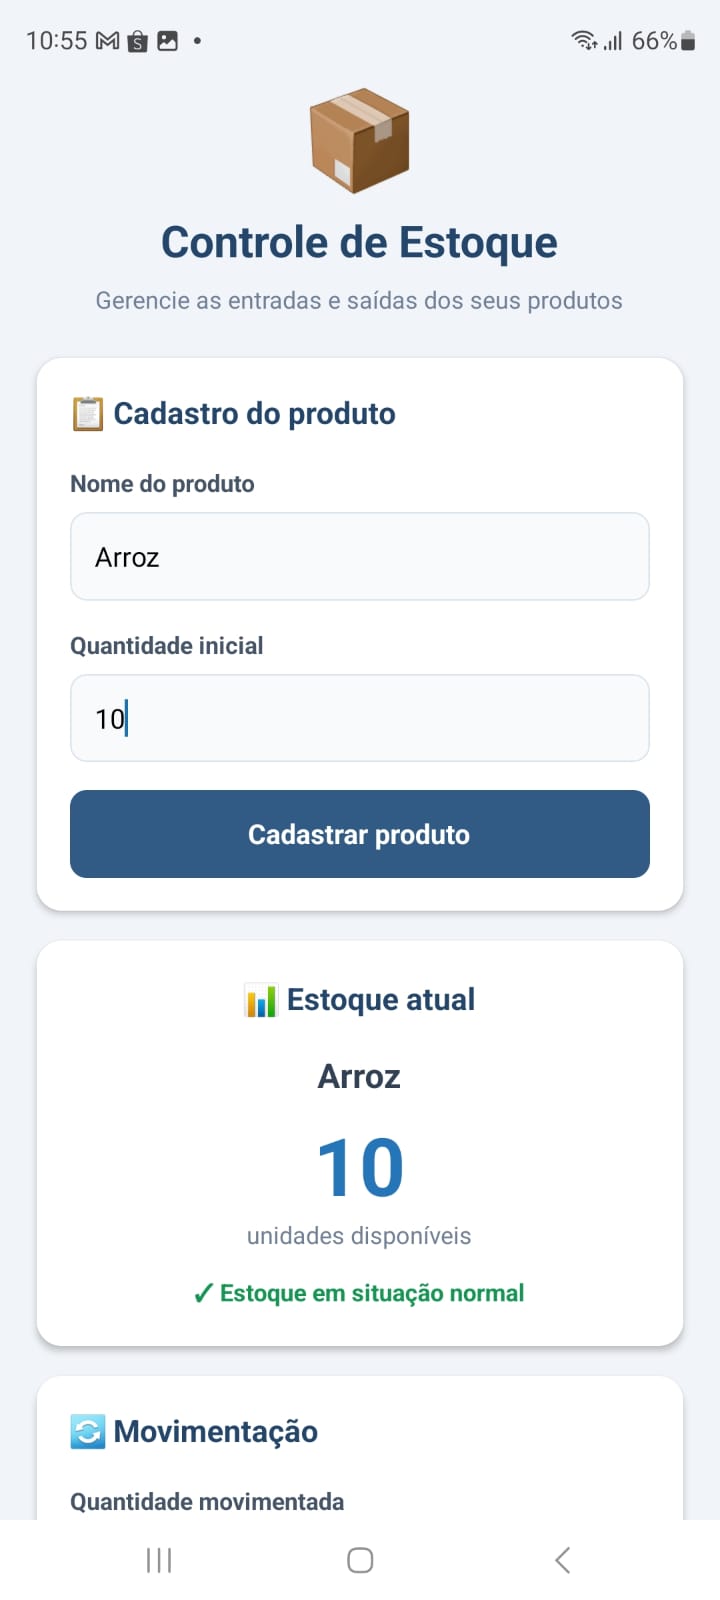 10:55
66%
Controle de Estoque
Gerencie as entradas e saídas dos seus produtos
Cadastro do produto
Nome do produto
Arroz
Quantidade inicial
10
Cadastrar produto
Estoque atual
Arroz
10
unidades disponíveis
✓ Estoque em situação normal
Movimentação
Quantidade movimentada